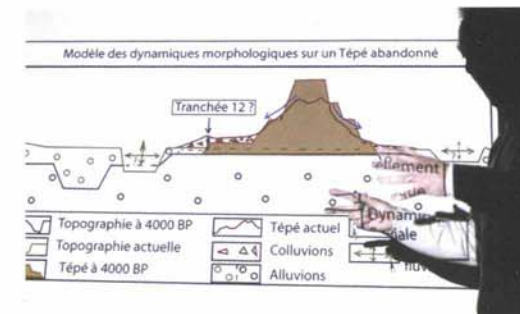 Modèle des dynamiques morphologiques sur un Tépé abandonné
Tranchée 12 ?
Topographie à 4000 BP
Topographie actuelle
Tépé à 4000 BP
Tépé actuel
Colluvions
Alluvions